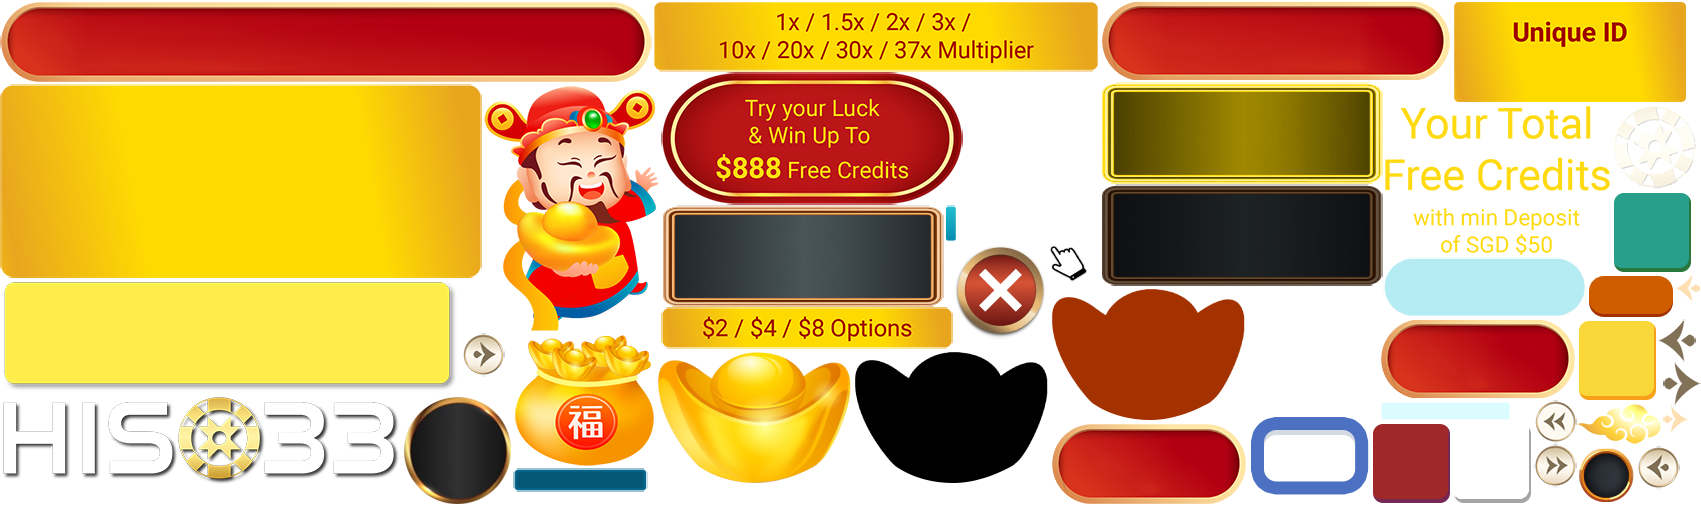 1x / 1.5x / 2x / 3x /
10x / 20x / 30x / 37x Multiplier
Unique ID
Try your Luck
& Win Up To
$888 Free Credits
Your Total
Free Credits
with min Deposit
of SGD $50
$2 / $4 / $8 Options
福
HISO33